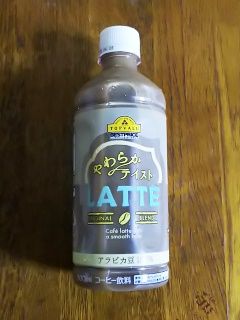 TOPVALU
やわらか
テイスト
LATTE
ORIGINAL BLEND
Café latte
a smooth
アラビカ豆
コーヒー飲料